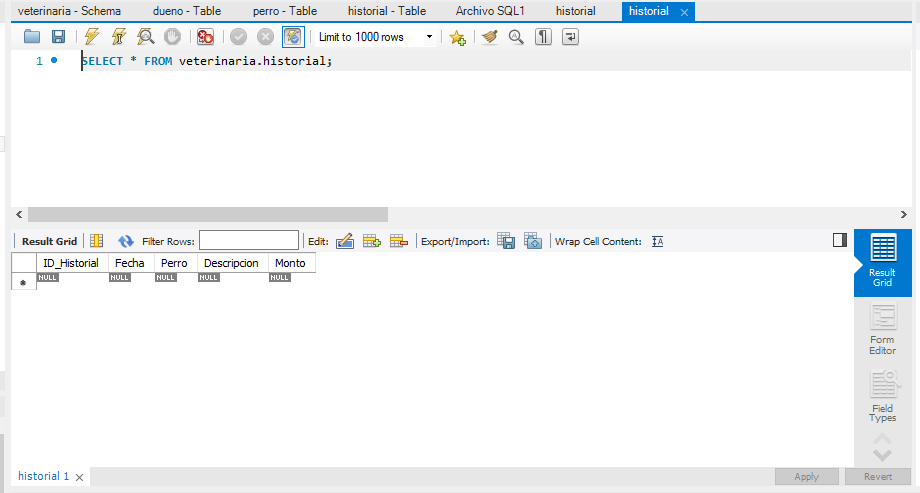 veterinaria - Schema dueno - Table perro - Table historial - Table Archivo SQL1 historial historial
Limit to 1000 rows
1 SELECT * FROM veterinaria.historial;
Result Grid Filter Rows: Edit: Export/Import: Wrap Cell Content:
ID_Historial Fecha Perro Descripcion Monto
NULL NULL NULL NULL NULL
Result
Grid
Form
Editor
Field
Types
historial 1
Apply Revert